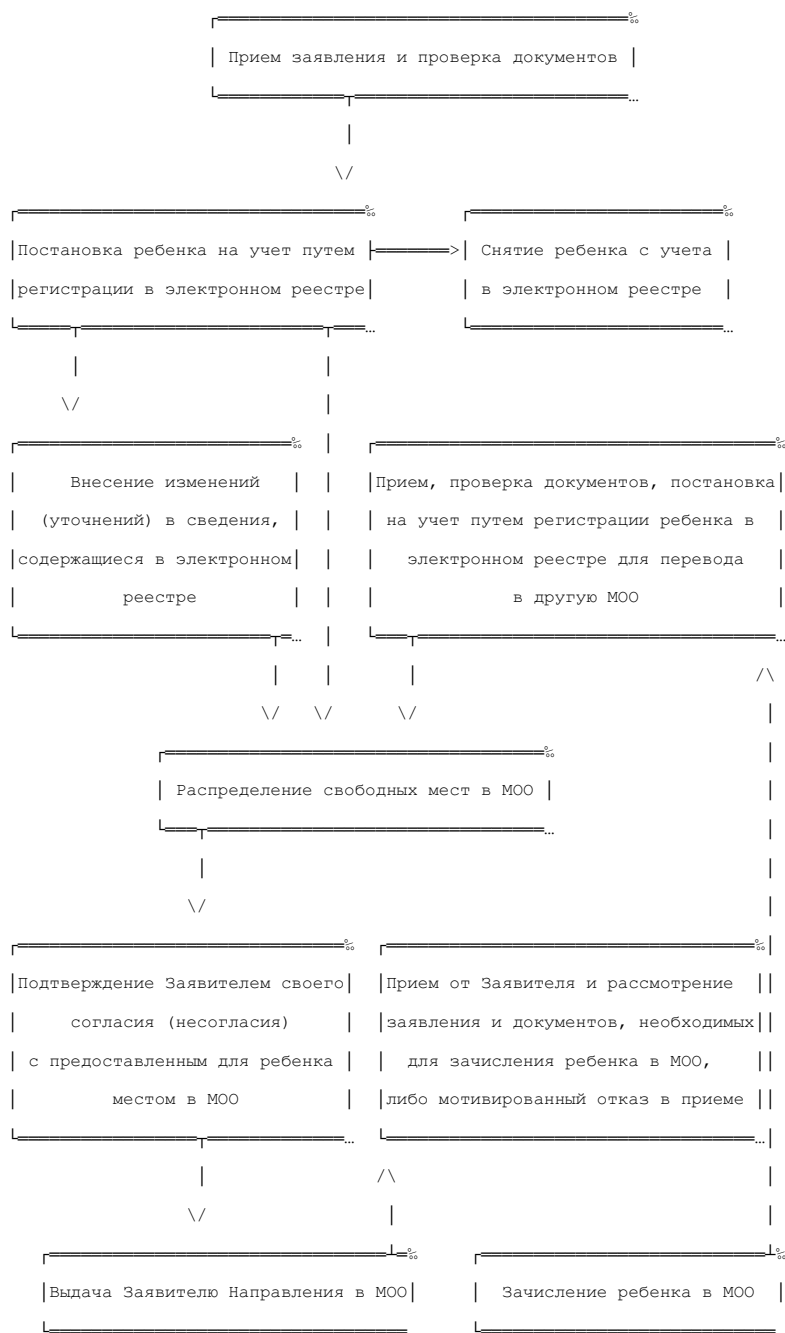 Прием заявления и проверка документов
Постановка ребенка на учет путем
регистрации в электронном реестре
Снятие ребенка с учета
в электронном реестре
Внесение изменений
(уточнений) в сведения,
содержащиеся в электронном
реестре
Прием, проверка документов, постановка
на учет путем регистрации ребенка в
электронном реестре для перевода
в другую МОО
Распределение свободных мест в МОО
Подтверждение Заявителем своего
согласия (несогласия)
с предоставленным для ребенка
местом в МОО
Прием от Заявителя и рассмотрение
заявления и документов, необходимых
для зачисления ребенка в МОО,
либо мотивированный отказ в приеме
Выдача Заявителю Направления в МОО
Зачисление ребенка в МОО